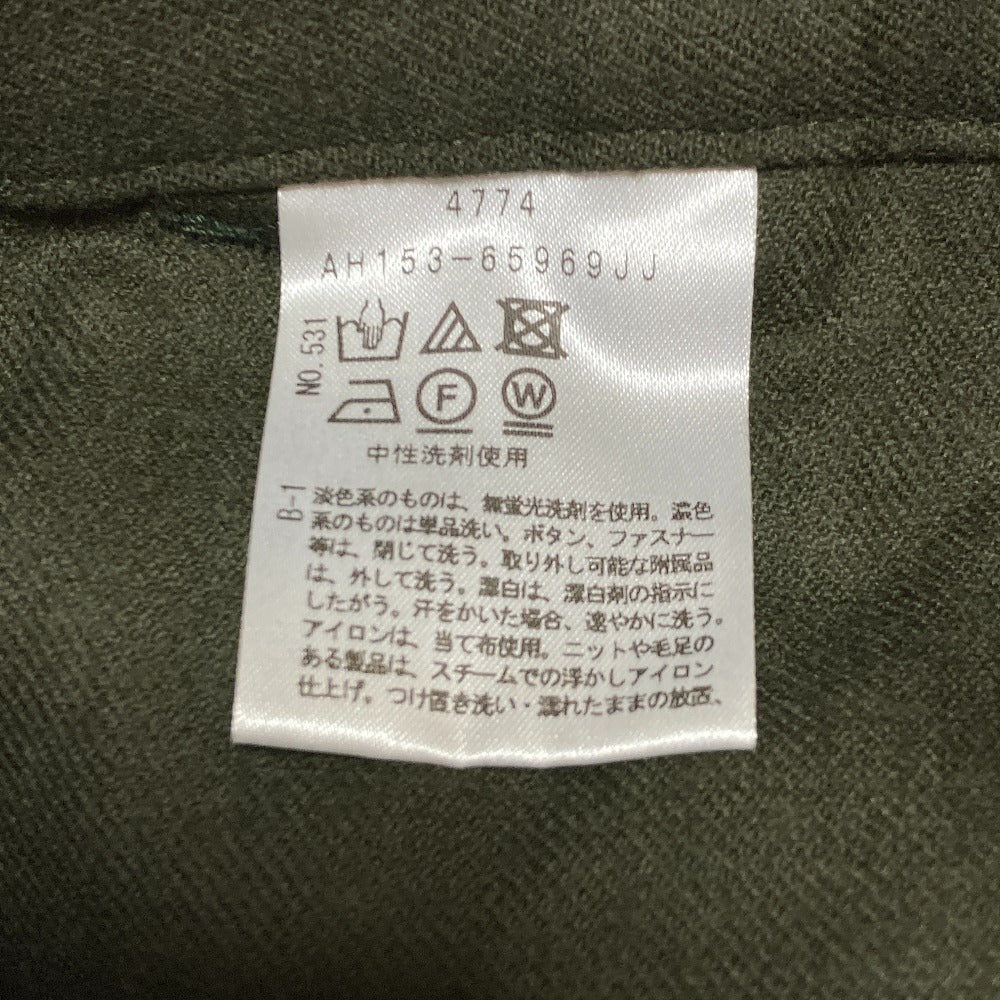 4774
AH153-65969JJ
NO.531
F
W
中性洗剤使用
B-1
淡色系のものは、無蛍光洗剤を使用。濃色
系のものは単品洗い。ボタン、ファスナー
等は、閉じて洗う。取り外し可能な附属品
は、外して洗う。漂白は、漂白剤の指示に
したがう。汗をかいた場合、速やかに洗う。
アイロンは、当て布使用。ニットや毛足の
ある製品は、スチームでの浮かしアイロン
仕上げ。つけ置き洗い・濡れたままの放置、